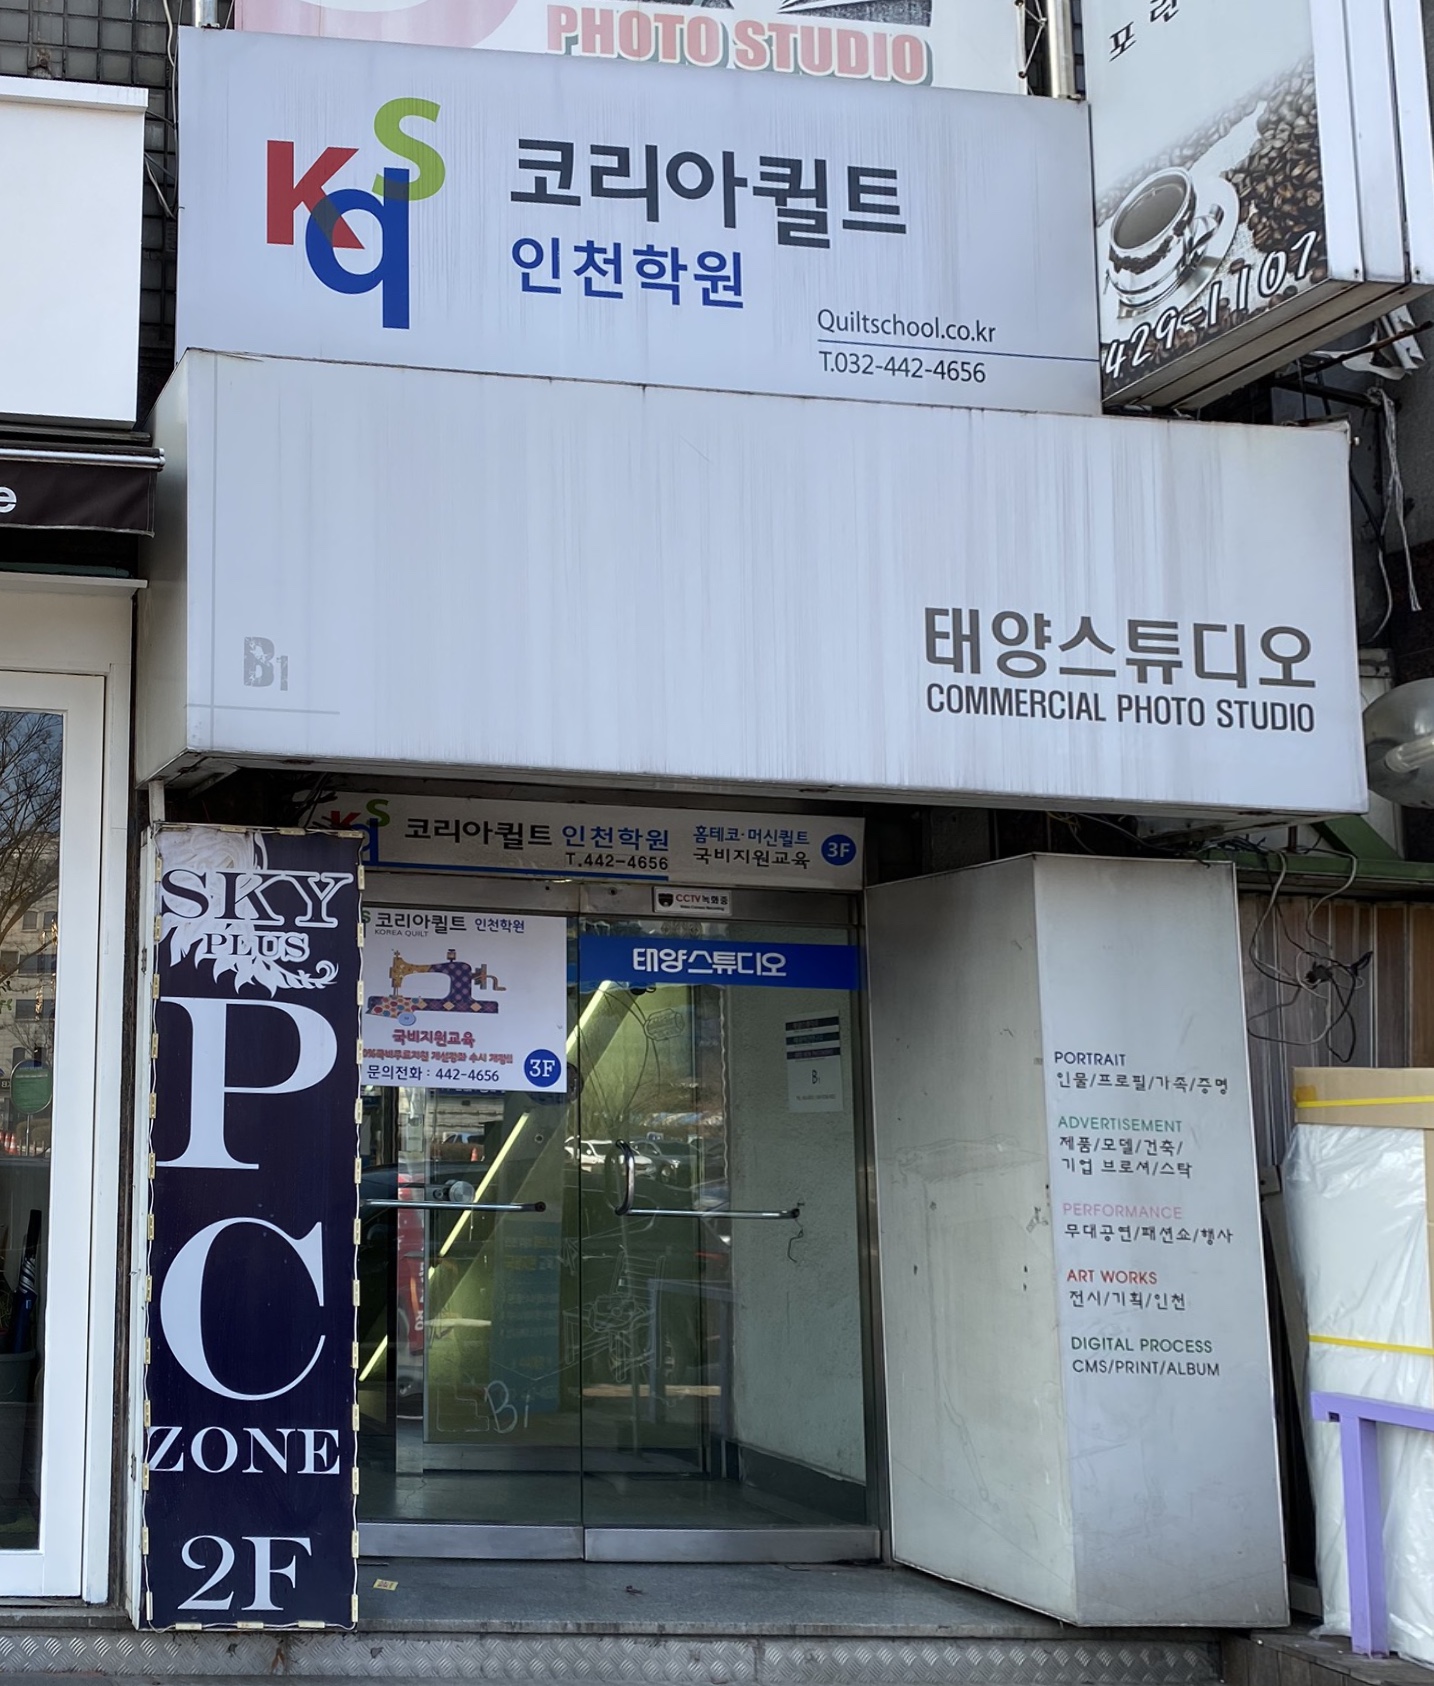 PHOTO STUDIO
Kqs
코리아퀼트
인천학원
Quiltschool.co.kr
T.032-442-4656
429-1107
B1
태양스튜디오
COMMERCIAL PHOTO STUDIO
kqs 코리아퀼트 인천학원
T.442-4656
홈테코·머신퀼트
국비지원교육
3F
CCTV 녹화중
코리아퀼트 인천학원
KOREA QUILT
국비지원교육
문의전화 : 442-4656
3F
태양스튜디오
SKY
PLUS
P
C
ZONE
2F
B1
PORTRAIT
인물/프로필/가족/증명
ADVERTISEMENT
제품/모델/건축/
기업 브로셔/스탁
PERFORMANCE
무대공연/패션쇼/행사
ART WORKS
전시/기획/인천
DIGITAL PROCESS
CMS/PRINT/ALBUM